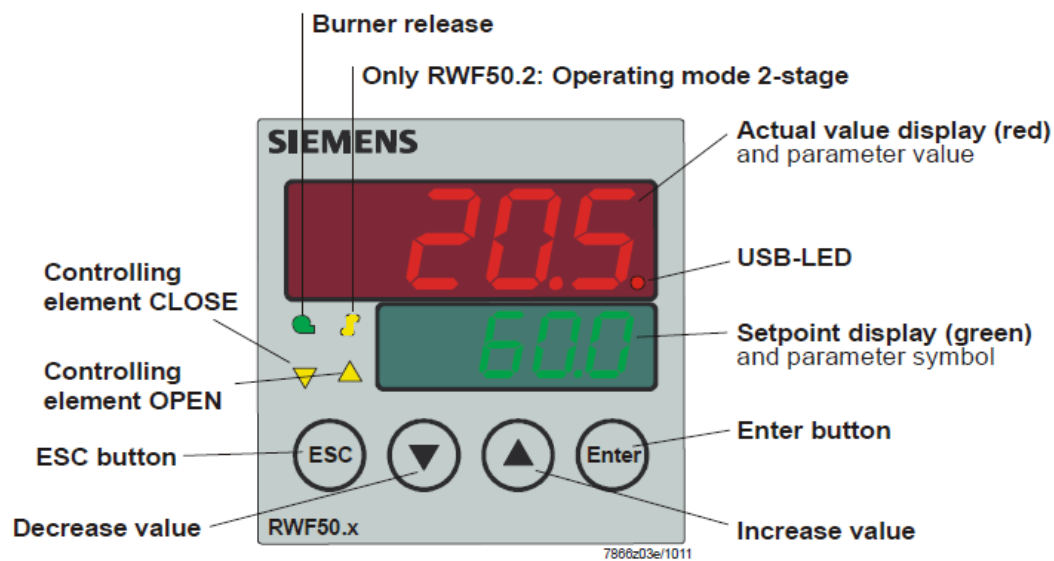 Burner release
Only RWF50.2: Operating mode 2-stage
SIEMENS
Actual value display (red)
and parameter value
20.5.
USB-LED
Controlling
element CLOSE
60.0
Setpoint display (green)
and parameter symbol
Controlling
element OPEN
ESC button
ESC
Enter
Enter button
Decrease value
RWF50.x
Increase value
7866z03e/1011